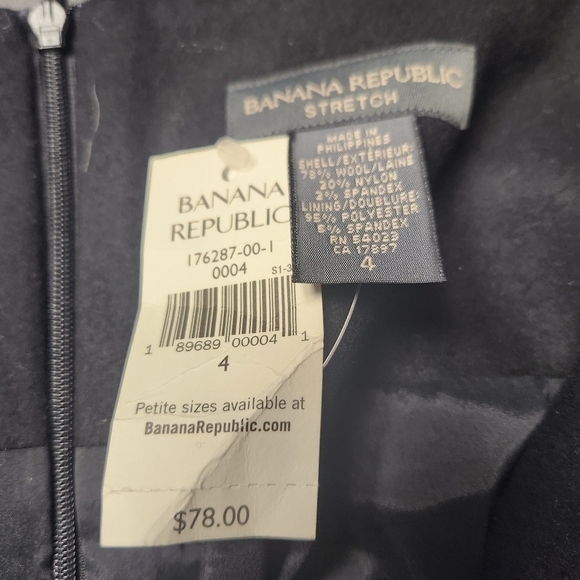 BANANA REPUBLIC
STRETCH
MADE IN
PHILIPPINES
SHELL/EXTÉRIEUR:
78% WOOL/LAINE
20% NYLON
2% SPANDEX
LINING/DOUBLURE:
95% POLYESTER
5% SPANDEX
RN 54023
CA 17897
4
BANANA
REPUBLIC
176287-00-1
0004
S1-3
1 89689 00004 1
4
Petite sizes available at
BananaRepublic.com
$78.00